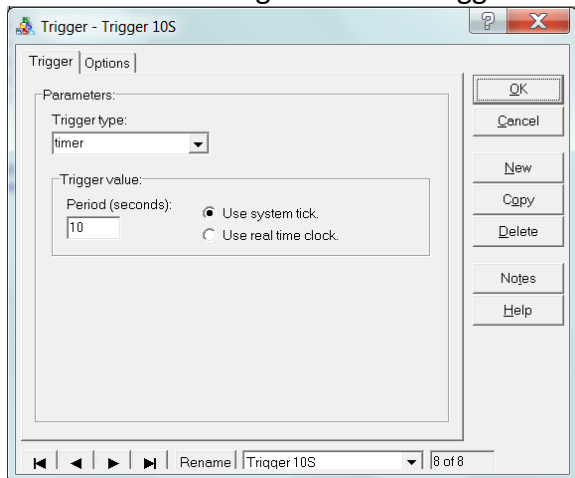 Trigger - Trigger 10S
Trigger Options
Parameters:
Trigger type:
timer
Trigger value:
Period (seconds):
10
Use system tick.
Use real time clock.
OK
Cancel
New
Copy
Delete
Notes
Help
Rename Trigger 10S 8 of 8